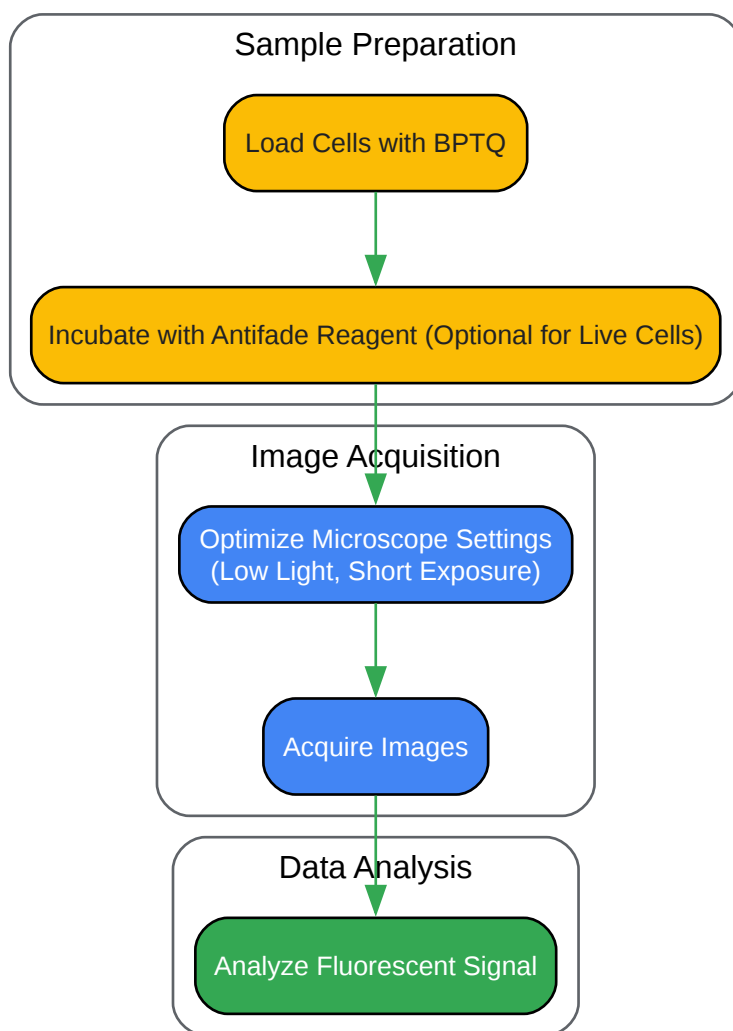 Sample Preparation
Load Cells with BPTQ
Incubate with Antifade Reagent (Optional for Live Cells)
Image Acquisition
Optimize Microscope Settings
(Low Light, Short Exposure)
Acquire Images
Data Analysis
Analyze Fluorescent Signal